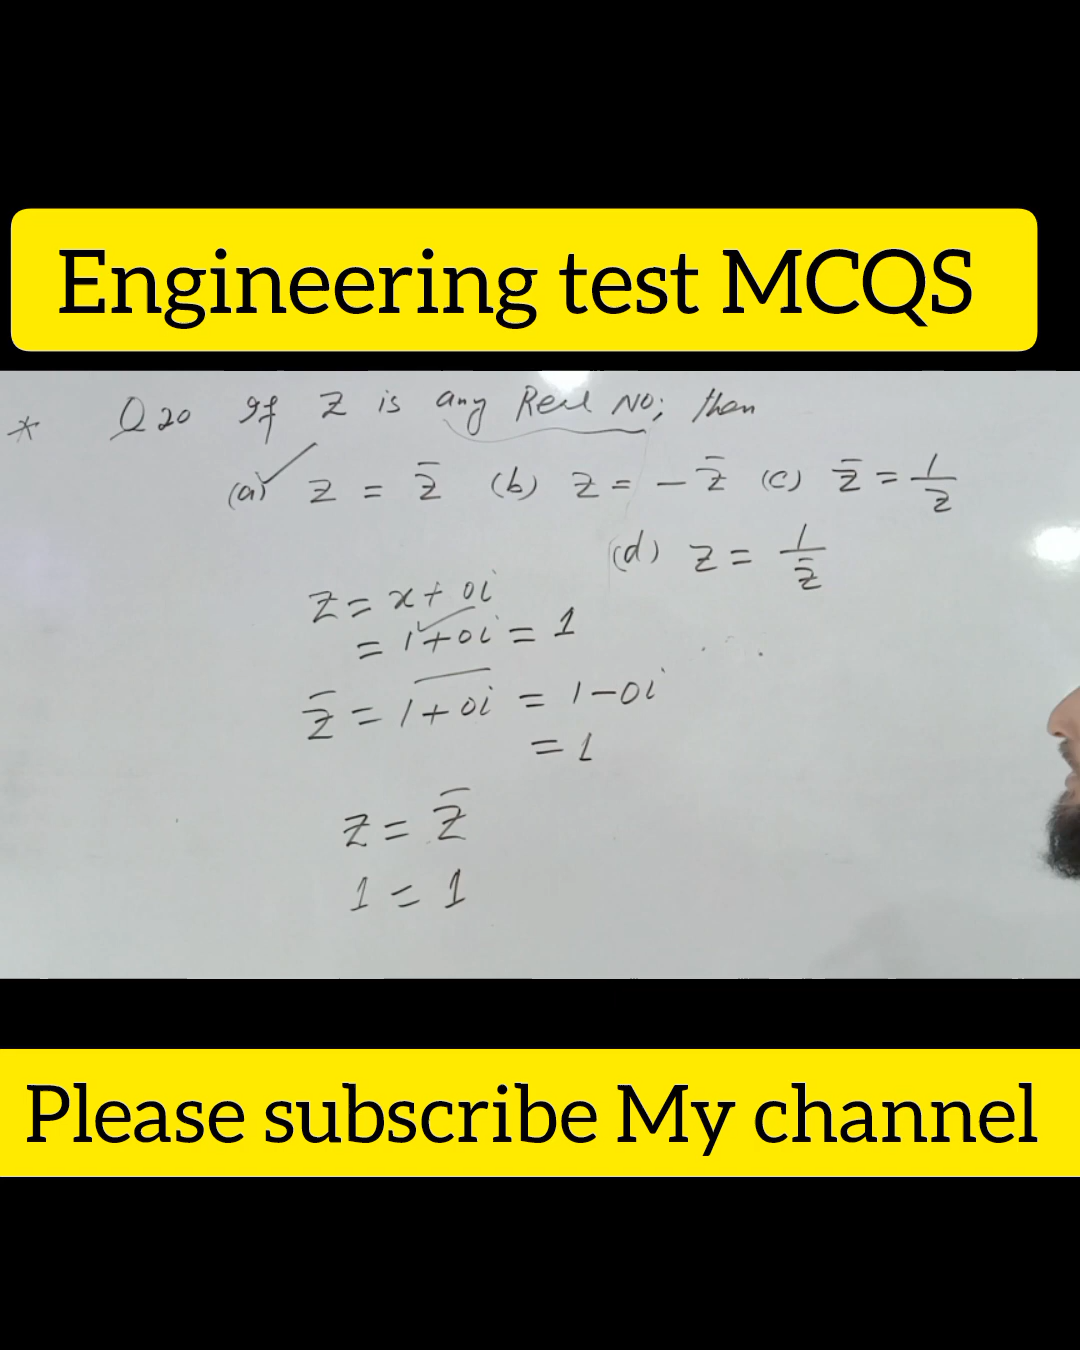 Engineering test MCQS
* Q20 If Z is any Real No; then
(a) z = z̄ (b) z = -z̄ (c) z̄ = 1/z
(d) z = 1/z̄
Z = x + 0i
= 1+0i = 1
z̄ = 1+0i = 1-0i
= 1
z = z̄
1 = 1
Please subscribe My channel